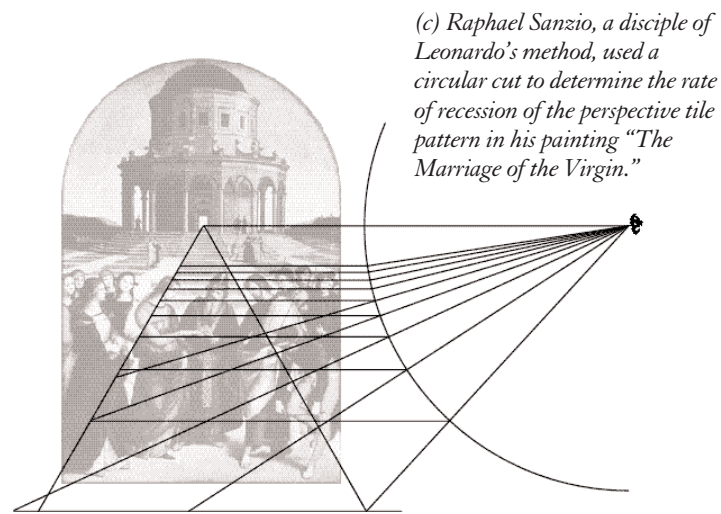 (c) Raphael Sanzio, a disciple of
Leonardo’s method, used a
circular cut to determine the rate
of recession of the perspective tile
pattern in his painting “The
Marriage of the Virgin.”